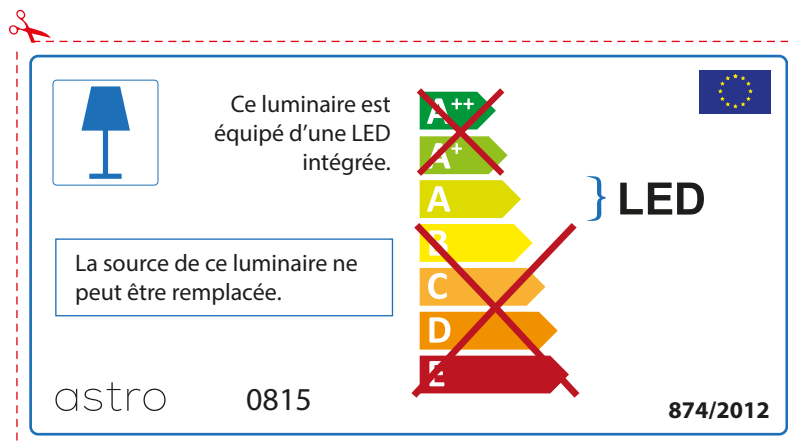 Ce luminaire est
équipé d’une LED
intégrée.
La source de ce luminaire ne
peut être remplacée.
A++
A+
A
B
C
D
E
LED
astro
0815
874/2012